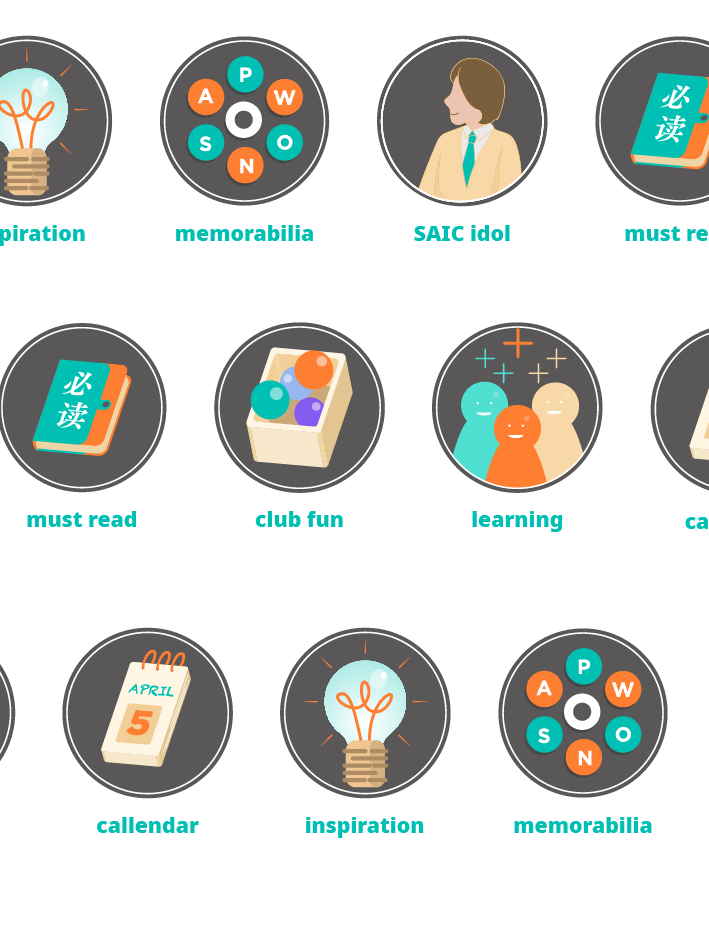 P
A
W
S
O
N
必
读
piration
memorabilia
SAIC idol
must re
必
读
must read
club fun
learning
ca
APRIL
5
P
A
W
S
O
N
callendar
inspiration
memorabilia